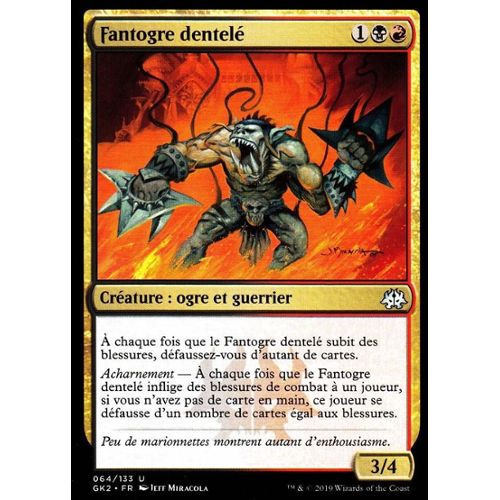 Fantogre dentelé 1
J. Miracola
Créature : ogre et guerrier
À chaque fois que le Fantogre dentelé subit des
blessures, défaussez-vous d'autant de cartes.
Acharnement — À chaque fois que le Fantogre
dentelé inflige des blessures de combat à un joueur,
si vous n'avez pas de carte en main, ce joueur se
défausse d'un nombre de cartes égal aux blessures.
Peu de marionnettes montrent autant d'enthousiasme.
3/4
064/133 U
GK2 • FR Jeff Miracola
™ & © 2019 Wizards of the Coast